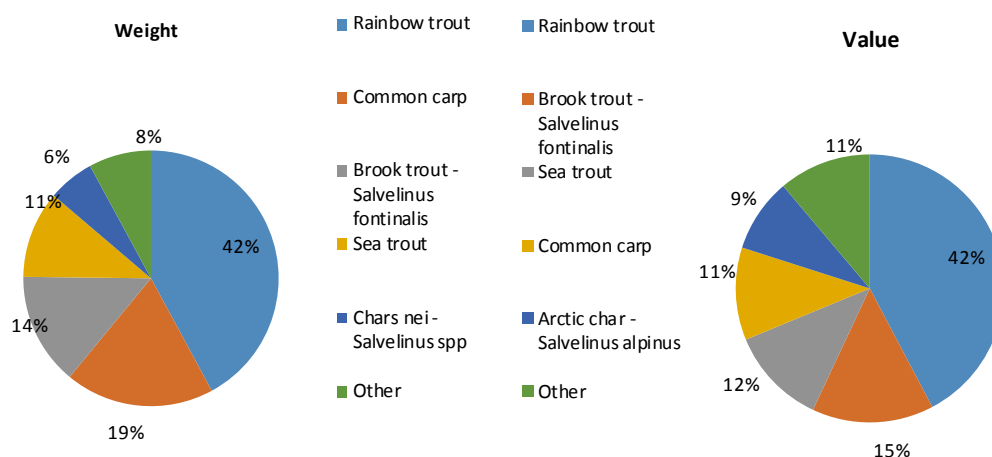 Weight
8%
6%
11%
42%
14%
19%
Rainbow trout
Common carp
Brook trout -
Salvelinus
fontinalis
Sea trout
Chars nei -
Salvelinus spp
Other
Rainbow trout
Brook trout -
Salvelinus
fontinalis
Sea trout
Common carp
Arctic char -
Salvelinus alpinus
Other
Value
11%
9%
42%
11%
12%
15%